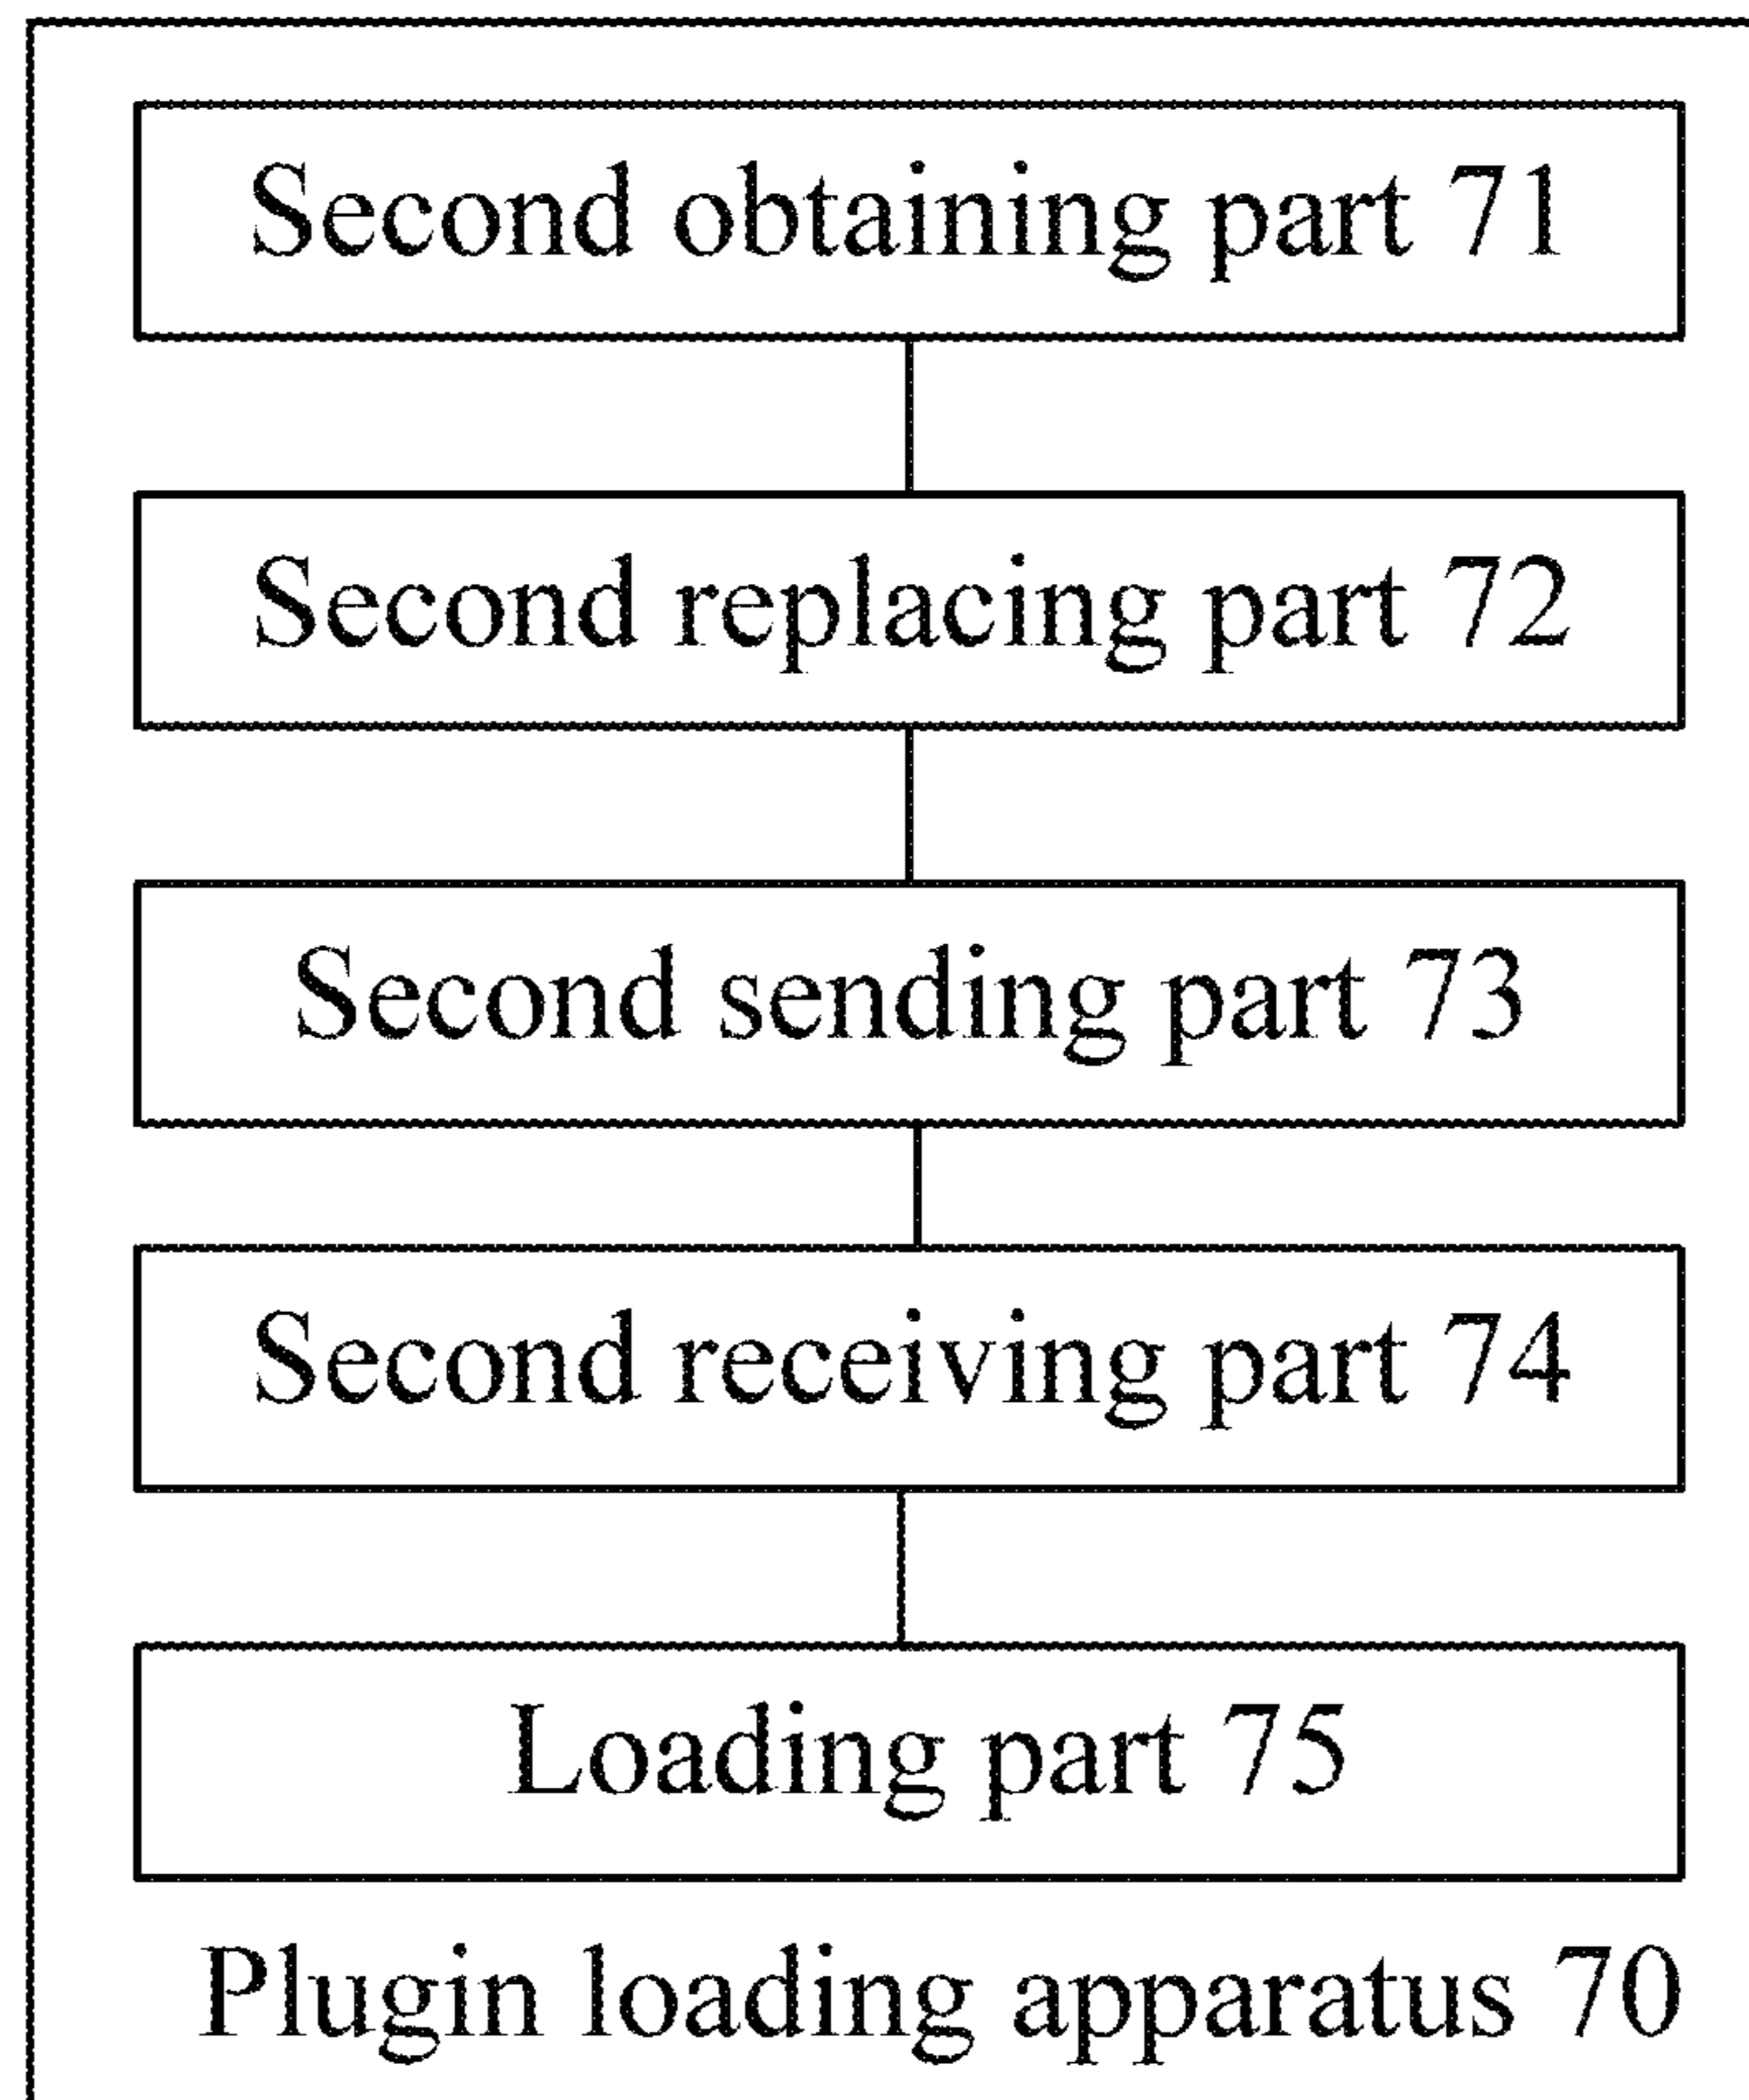 Second obtaining part 71
Second replacing part 72
Second sending part 73
Second receiving part 74
Loading part 75
Plugin loading apparatus 70